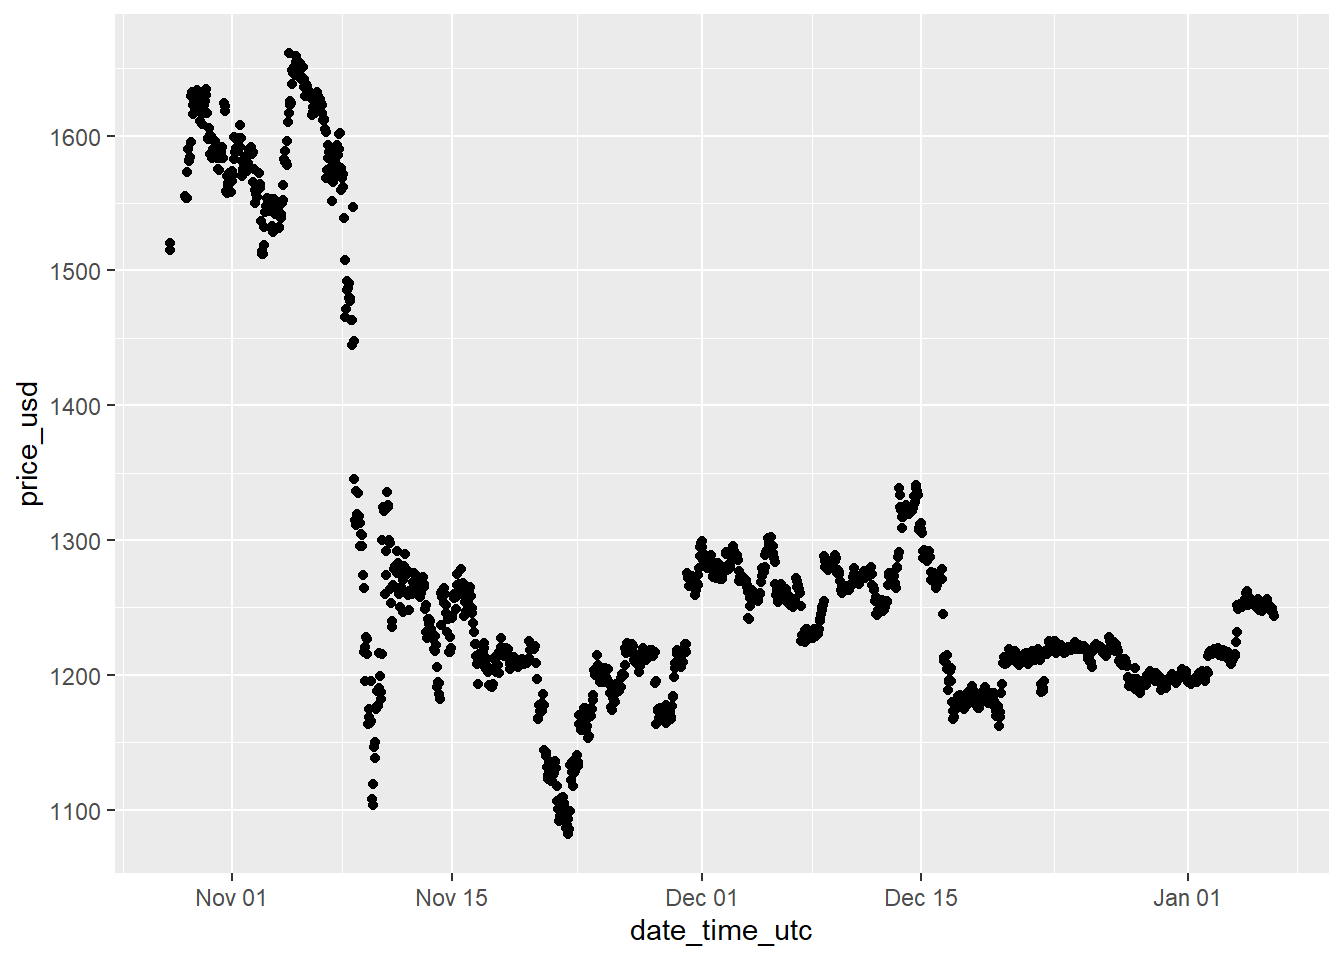 1600
1500
1400
1300
1200
1100
price_usd
Nov 01
Nov 15
Dec 01
Dec 15
Jan 01
date_time_utc